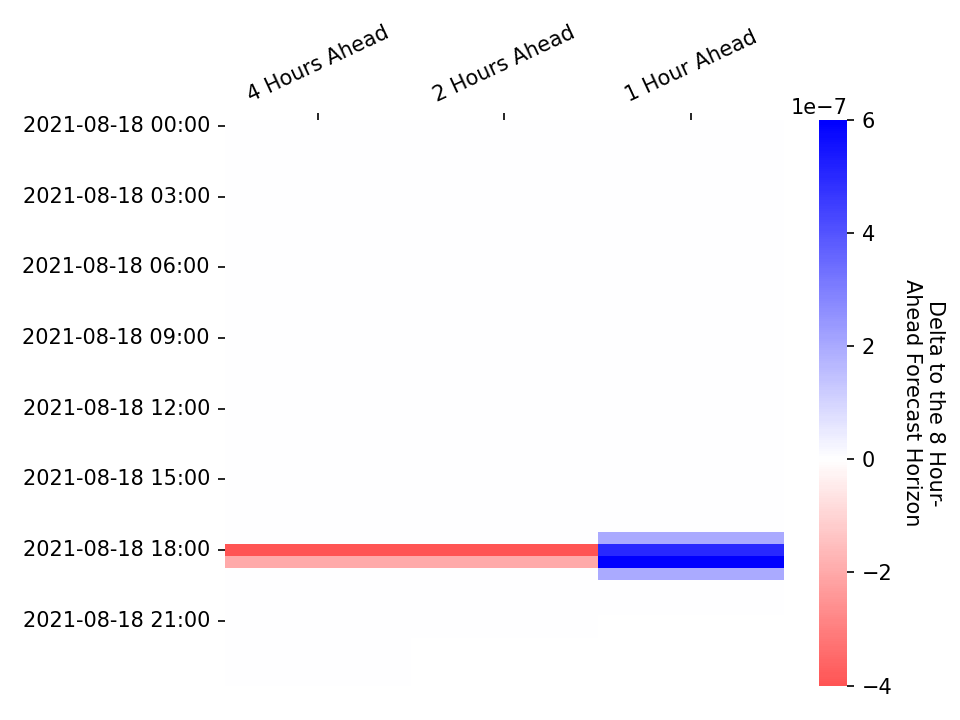 4 Hours Ahead
2 Hours Ahead
1 Hour Ahead
2021-08-18 00:00
2021-08-18 03:00
2021-08-18 06:00
2021-08-18 09:00
2021-08-18 12:00
2021-08-18 15:00
2021-08-18 18:00
2021-08-18 21:00
1e−7
6
4
2
0
−2
−4
Delta to the 8 Hour-
Ahead Forecast Horizon